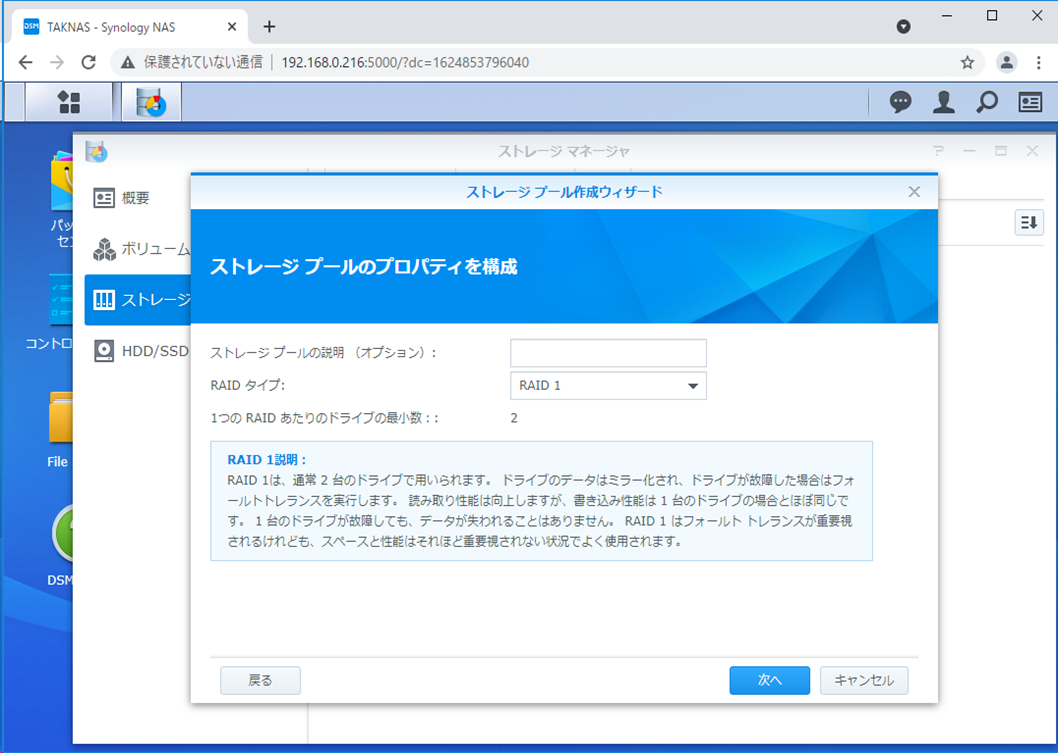 DSM TAKNAS - Synology NAS
保護されていない通信 192.168.0.216:5000/?dc=1624853796040
ストレージ マネージャ
概要
ボリューム
ストレージ
HDD/SSD
パッ
セン
コントロ
File
DSM
ストレージ プール作成ウィザード
ストレージ プールのプロパティを構成
ストレージ プールの説明 （オプション）:
RAID タイプ: RAID 1
1つの RAID あたりのドライブの最小数 : : 2
RAID 1説明 :
RAID 1は、通常 2 台のドライブで用いられます。 ドライブのデータはミラー化され、ドライブが故障した場合はフォ
ールトトレランスを実行します。 読み取り性能は向上しますが、書き込み性能は 1 台のドライブの場合とほぼ同じで
す。 1 台のドライブが故障しても、データが失われることはありません。 RAID 1 はフォールト トレランスが重要視
されるけれども、スペースと性能はそれほど重要視されない状況でよく使用されます。
戻る 次へ キャンセル